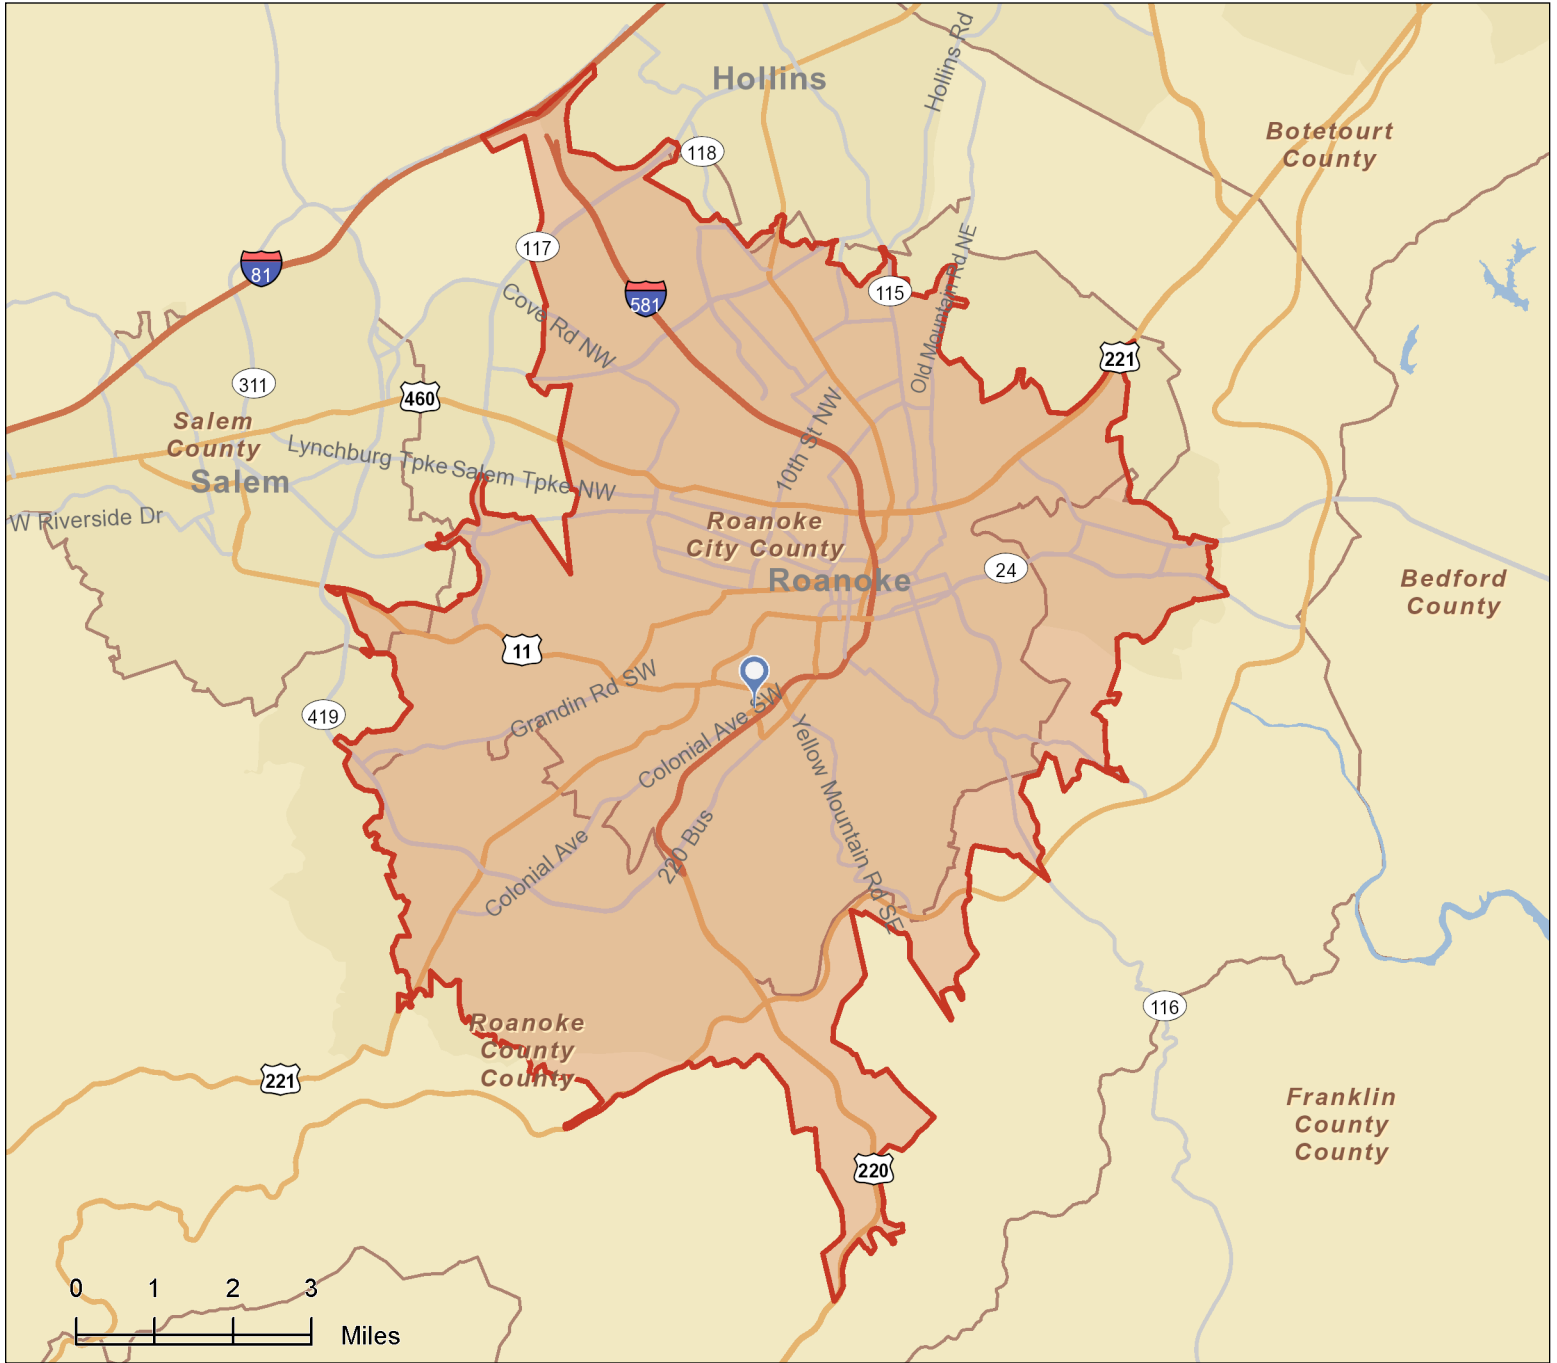 Hollins
Hollins Rd
Botetourt
County
118
117
81
581
115
Old Mountain Rd NE
Cove Rd NW
221
311
460
Salem
County
Lynchburg Tpke
Salem Tpke NW
10th St NW
Salem
W Riverside Dr
Roanoke
City County
Roanoke
24
Bedford
County
11
Grandin Rd SW
419
Colonial Ave SW
Yellow Mountain Rd SE
220 Bus
Colonial Ave
116
Roanoke
County
County
221
Franklin
County
County
220
0 1 2 3
Miles